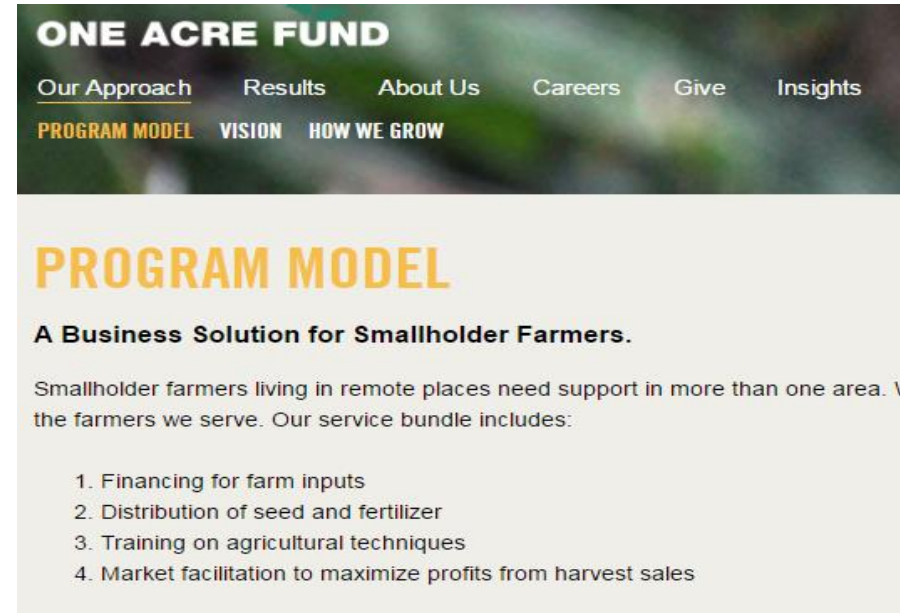 ONE ACRE FUND
Our Approach Results About Us Careers Give Insights
PROGRAM MODEL VISION HOW WE GROW
PROGRAM MODEL
A Business Solution for Smallholder Farmers.
Smallholder farmers living in remote places need support in more than one area.
the farmers we serve. Our service bundle includes:
1. Financing for farm inputs
2. Distribution of seed and fertilizer
3. Training on agricultural techniques
4. Market facilitation to maximize profits from harvest sales